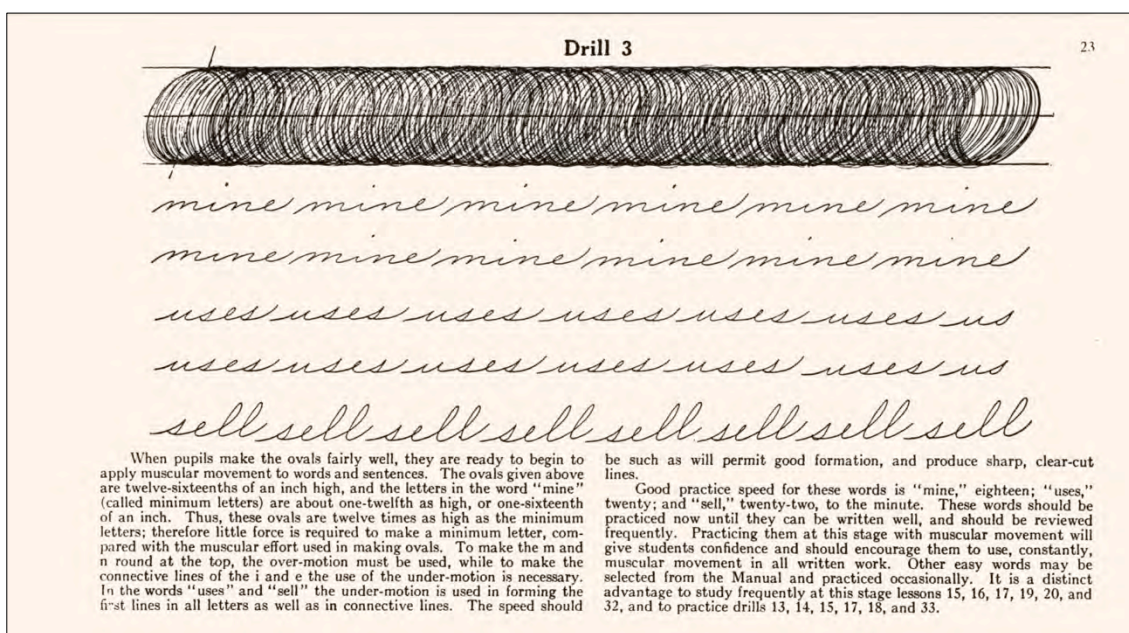 Drill 3
23
mine mine mine mine mine mine
mine mine mine mine mine mine
uses uses uses uses uses uses us
uses uses uses uses uses uses us
sell sell sell sell sell sell sell sell
When pupils make the ovals fairly well, they are ready to begin to
apply muscular movement to words and sentences. The ovals given above
are twelve-sixteenths of an inch high, and the letters in the word "mine"
(called minimum letters) are about one-twelfth as high, or one-sixteenth
of an inch. Thus, these ovals are twelve times as high as the minimum
letters; therefore little force is required to make a minimum letter, com-
pared with the muscular effort used in making ovals. To make the m and
n round at the top, the over-motion must be used, while to make the
connective lines of the i and e the use of the under-motion is necessary.
In the words "uses" and "sell" the under-motion is used in forming the
first lines in all letters as well as in connective lines. The speed should
be such as will permit good formation, and produce sharp, clear-cut
lines.
Good practice speed for these words is "mine," eighteen; "uses,"
twenty; and "sell," twenty-two, to the minute. These words should be
practiced now until they can be written well, and should be reviewed
frequently. Practicing them at this stage with muscular movement will
give students confidence and should encourage them to use, constantly,
muscular movement in all written work. Other easy words may be
selected from the Manual and practiced occasionally. It is a distinct
advantage to study frequently at this stage lessons 15, 16, 17, 19, 20, and
32, and to practice drills 13, 14, 15, 17, 18, and 33.